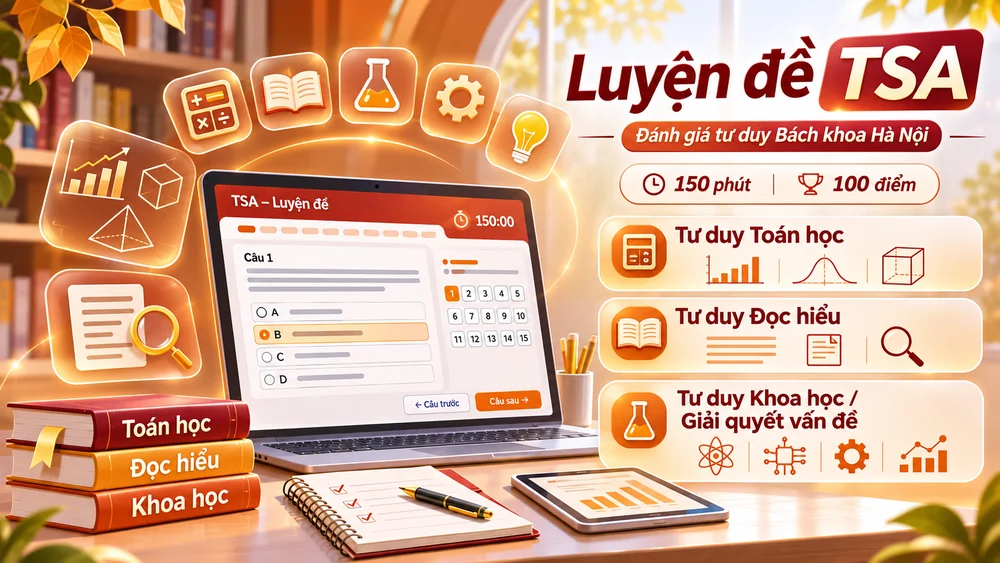 Luyện đề TSA
Đánh giá tư duy Bách khoa Hà Nội
150 phút
100 điểm
Tư duy Toán học
Tư duy Đọc hiểu
Tư duy Khoa học /
Giải quyết vấn đề
TSA – Luyện đề
150:00
Câu 1
A
B
C
D
1 2 3 4 5
6 7 8 9 10
11 12 13 14 15
← Câu trước
Câu sau →
Toán học
Đọc hiểu
Khoa học